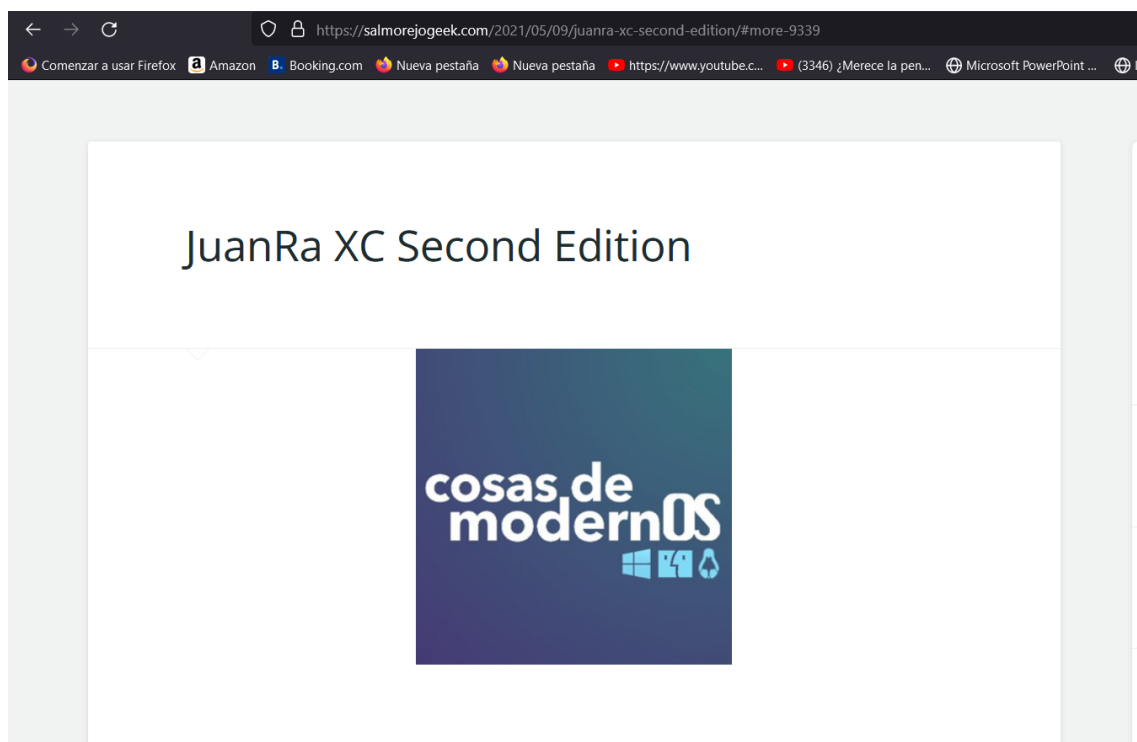 https://salmorejogeek.com/2021/05/09/juanra-xc-second-edition/#more-9339
Comenzar a usar Firefox a Amazon B. Booking.com Nueva pestaña Nueva pestaña https://www.youtube.c... (3346) ¿Merece la pen... Microsoft PowerPoint ...
JuanRa XC Second Edition
cosas de
modernOS